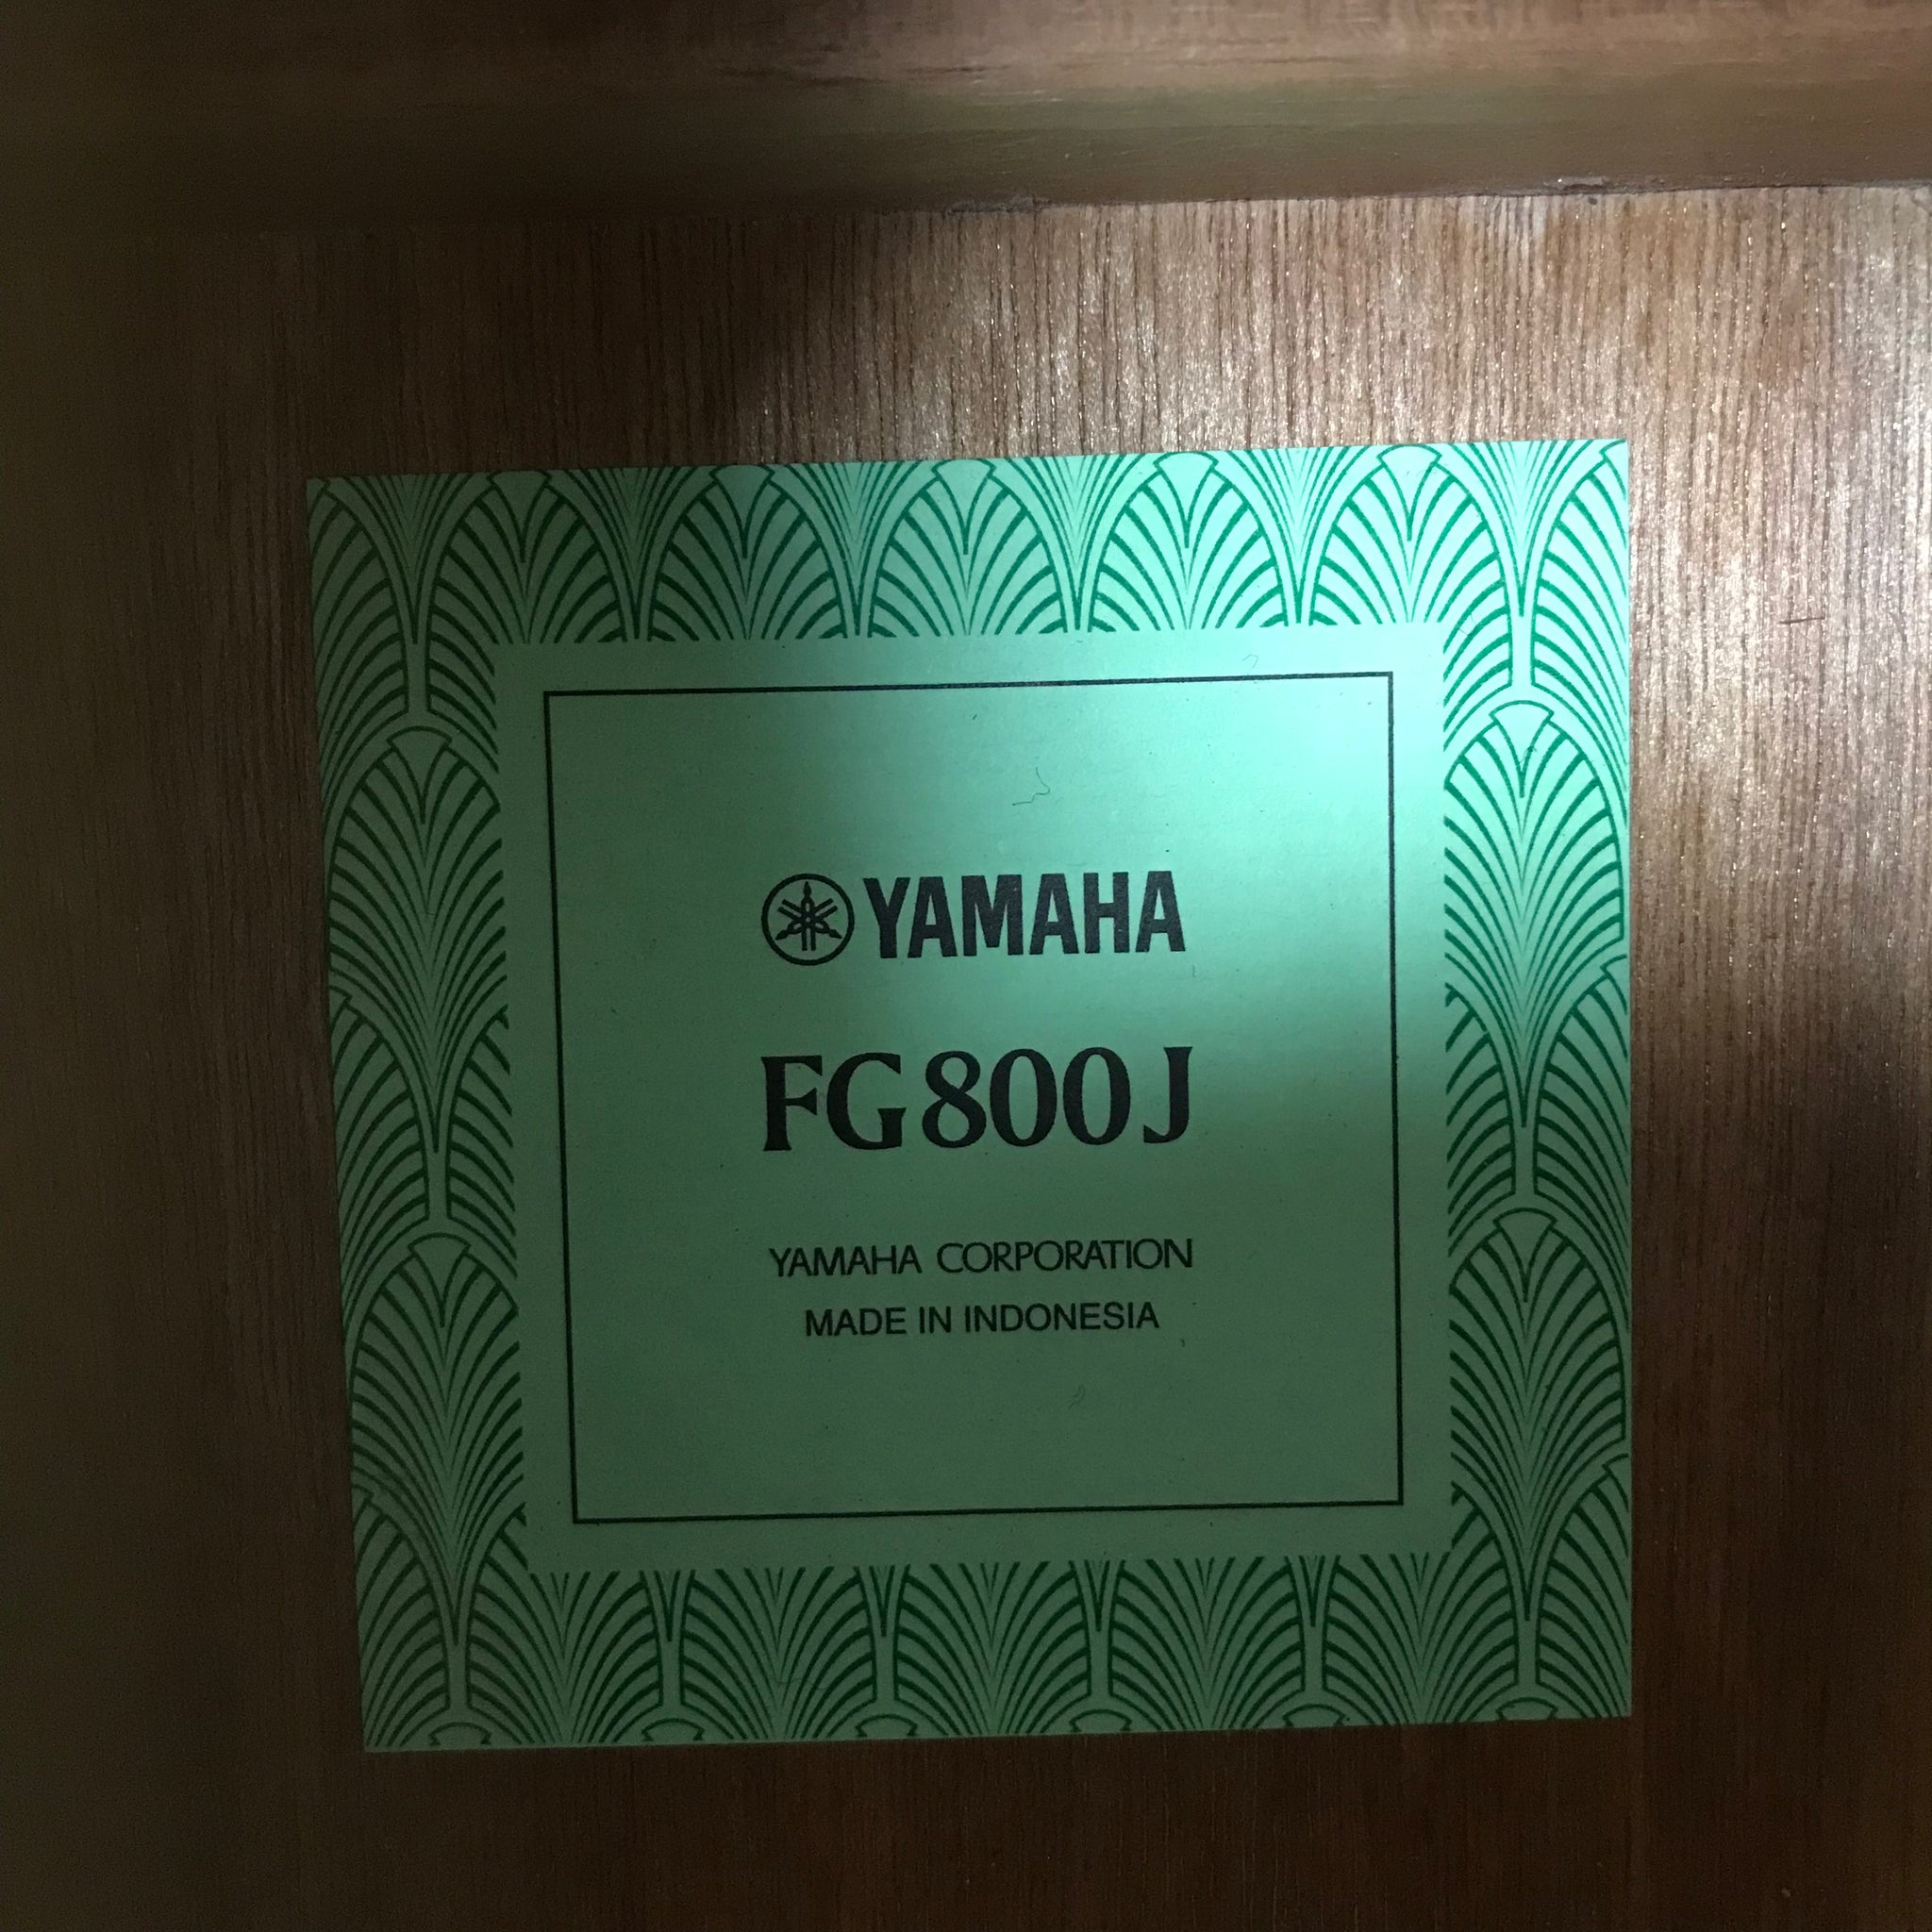 YAMAHA
FG800J
YAMAHA CORPORATION
MADE IN INDONESIA